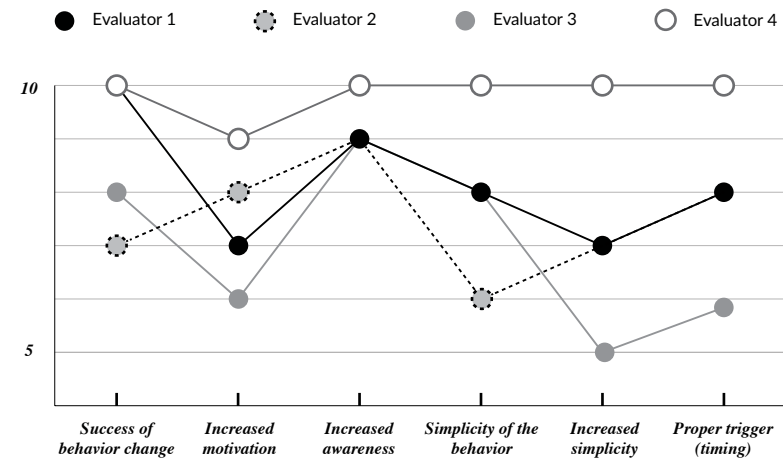 Evaluator 1 Evaluator 2 Evaluator 3 Evaluator 4
10
5
Success of behavior change
Increased motivation
Increased awareness
Simplicity of the behavior
Increased simplicity
Proper trigger (timing)